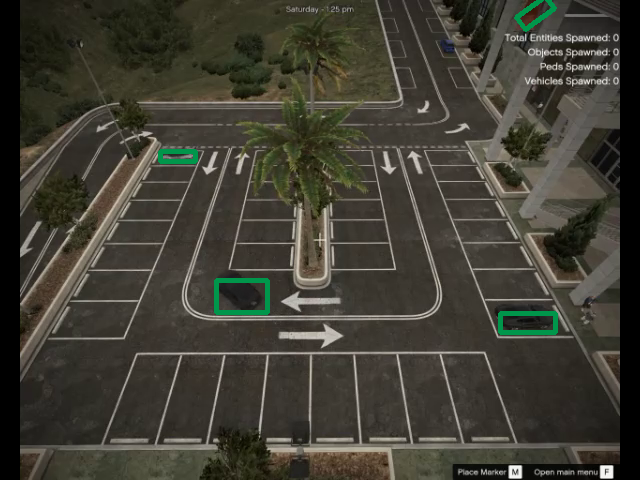 Saturday - 1:25 pm
Total Entities Spawned: 0
Objects Spawned: 0
Peds Spawned: 0
Vehicles Spawned: 0
Place Marker M Open main menu F